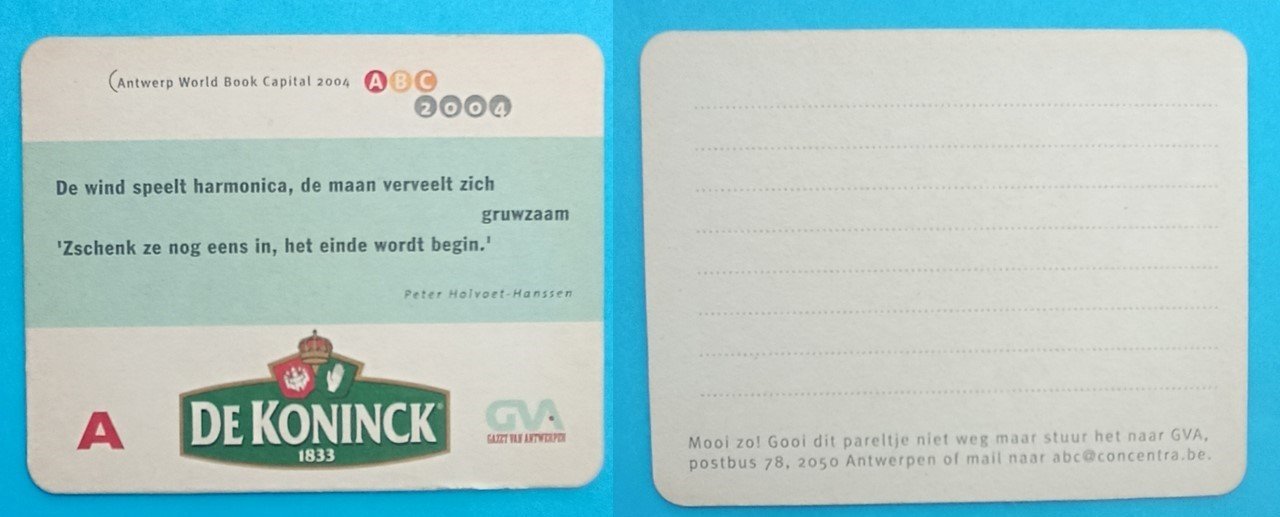 (Antwerp World Book Capital 2004 ABC
2004
De wind speelt harmonica, de maan verveelt zich
gruwzaam
'Zschenk ze nog eens in, het einde wordt begin.'
Peter Holvoet-Hanssen
A
DE KONINCK®
1833
GVA
GAZET VAN ANTWERPEN
Mooi zo! Gooi dit pareltje niet weg maar stuur het naar GVA,
postbus 78, 2050 Antwerpen of mail naar abc@concentra.be.